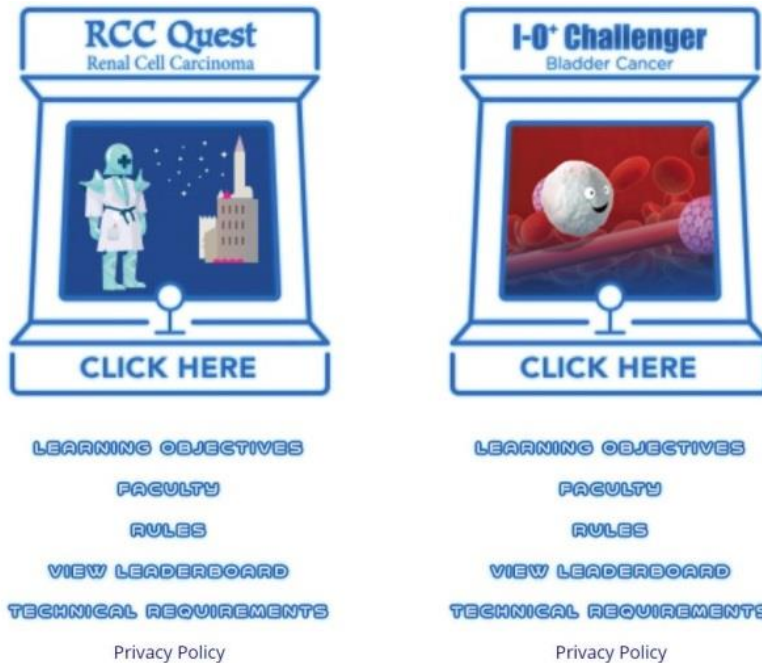 RCC Quest
Renal Cell Carcinoma
CLICK HERE
LEARNING OBJECTIVES
FACULTY
RULES
VIEW LEADERBOARD
TECHNICAL REQUIREMENTS
Privacy Policy
I-O+ Challenger
Bladder Cancer
CLICK HERE
LEARNING OBJECTIVES
FACULTY
RULES
VIEW LEADERBOARD
TECHNICAL REQUIREMENTS
Privacy Policy